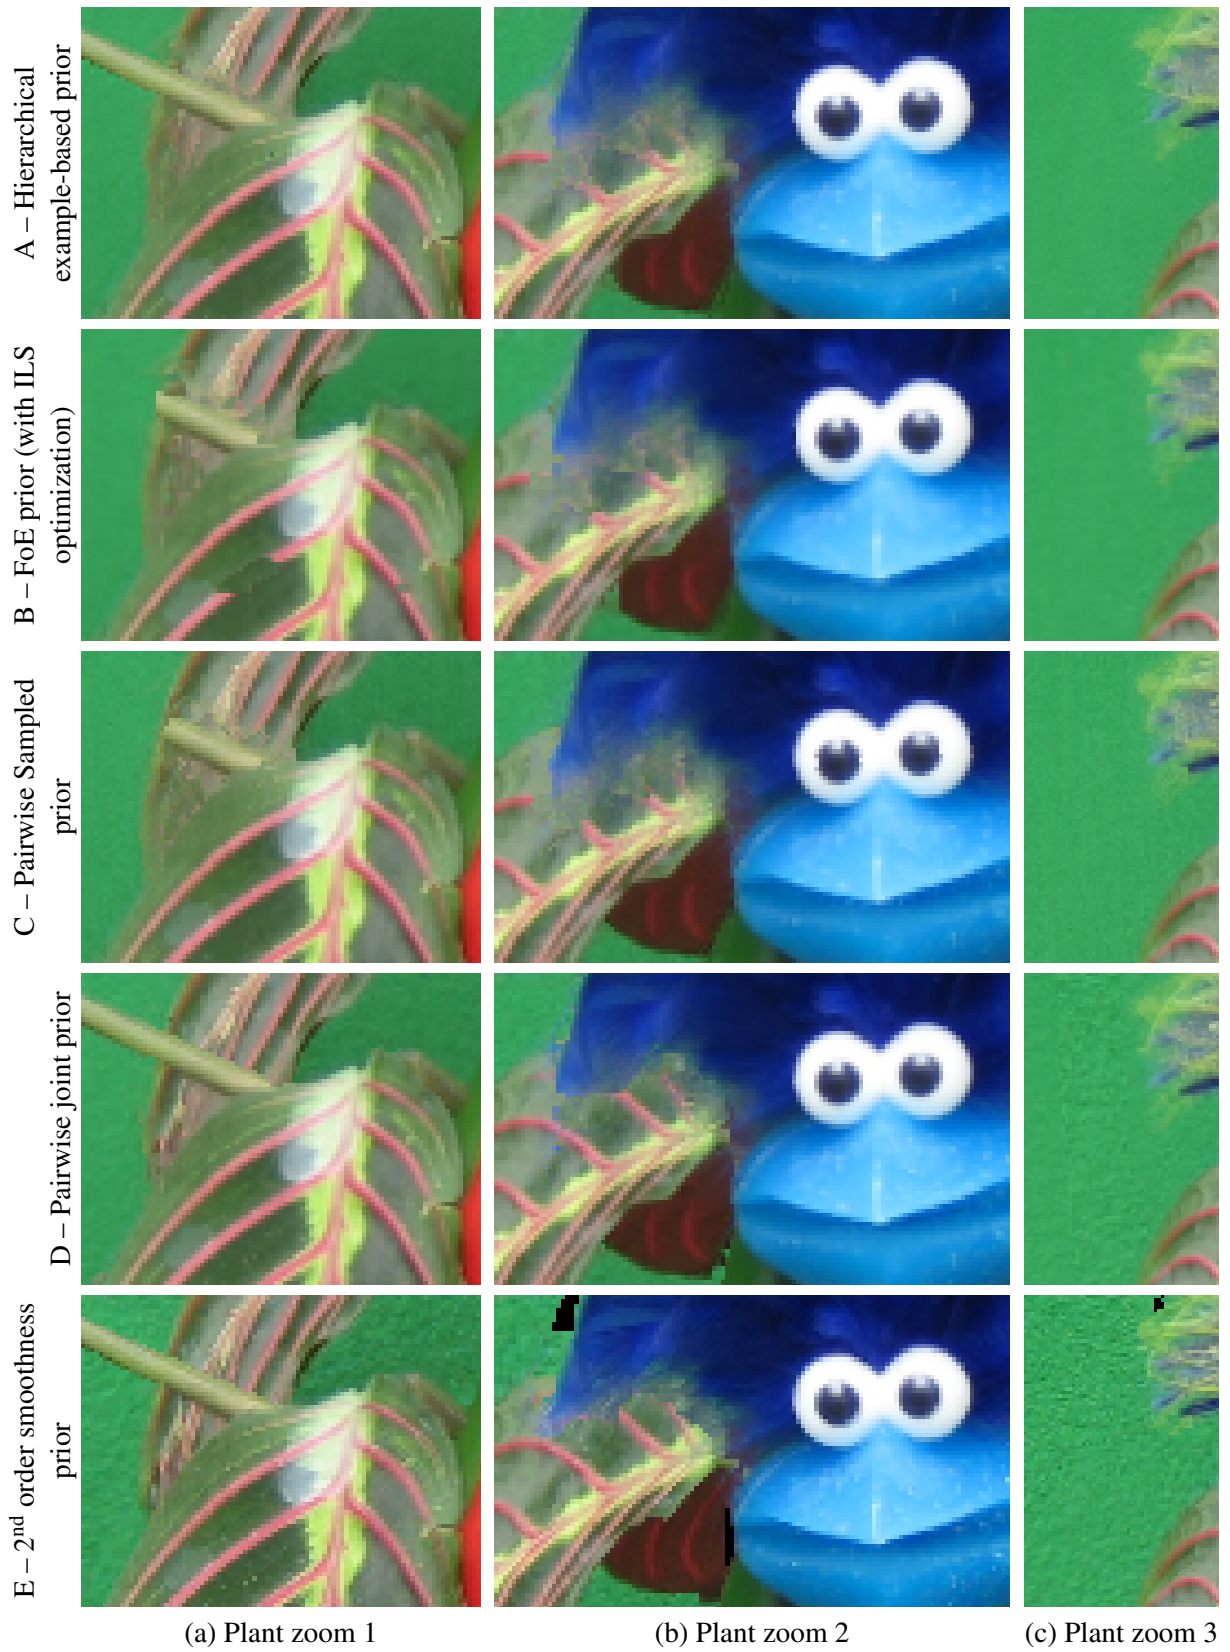 A – Hierarchical
example-based prior
B – FoE prior (with ILS
optimization)
C – Pairwise Sampled
prior
D – Pairwise joint prior
E – 2nd order smoothness
prior
(a) Plant zoom 1
(b) Plant zoom 2
(c) Plant zoom 3